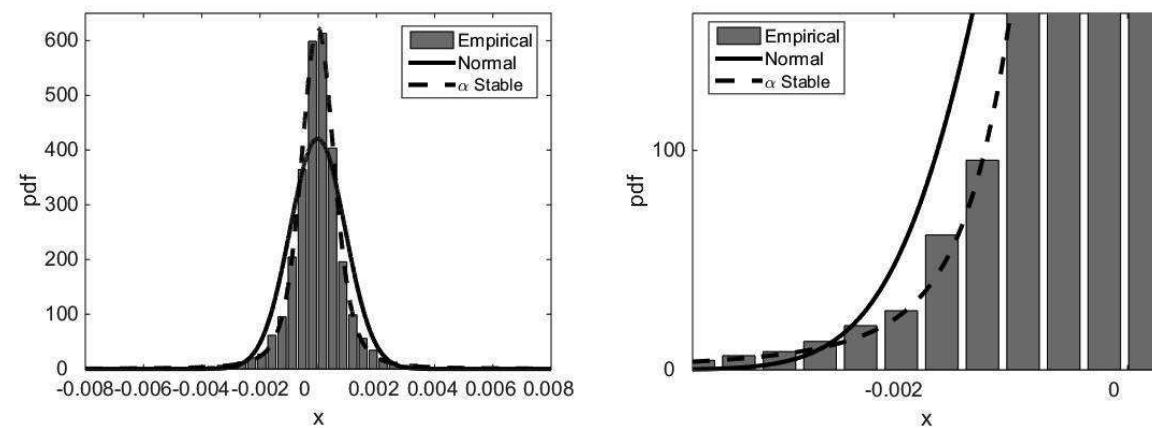 600
500
400
300
200
100
0
pdf
-0.008
-0.006
-0.004
-0.002
0
0.002
0.004
0.006
0.008
x
Empirical
Normal
α Stable
100
0
pdf
-0.002
0
x
Empirical
Normal
α Stable